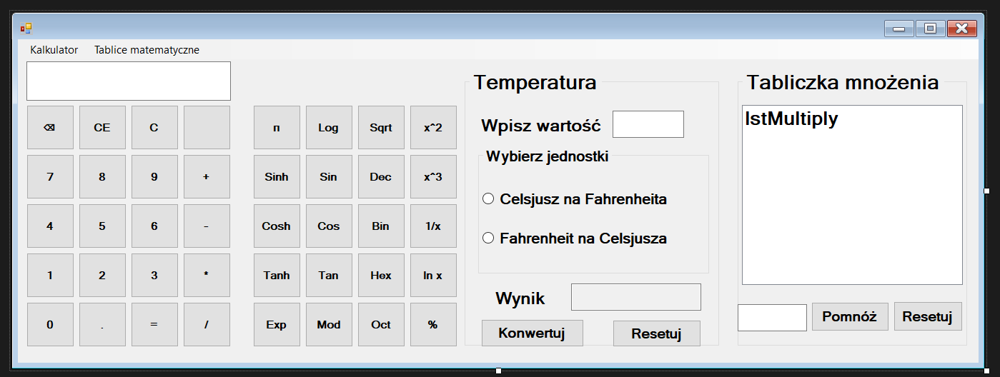 Kalkulator Tablice matematyczne
⌫ CE C
7 8 9 +
4 5 6 -
1 2 3 *
0 . = /
п Log Sqrt x^2
Sinh Sin Dec x^3
Cosh Cos Bin 1/x
Tanh Tan Hex ln x
Exp Mod Oct %
Temperatura
Wpisz wartość
Wybierz jednostki
Celsjusz na Fahrenheita
Fahrenheit na Celsjusza
Wynik
Konwertuj Resetuj
Tabliczka mnożenia
lstMultiply
Pomnóż Resetuj